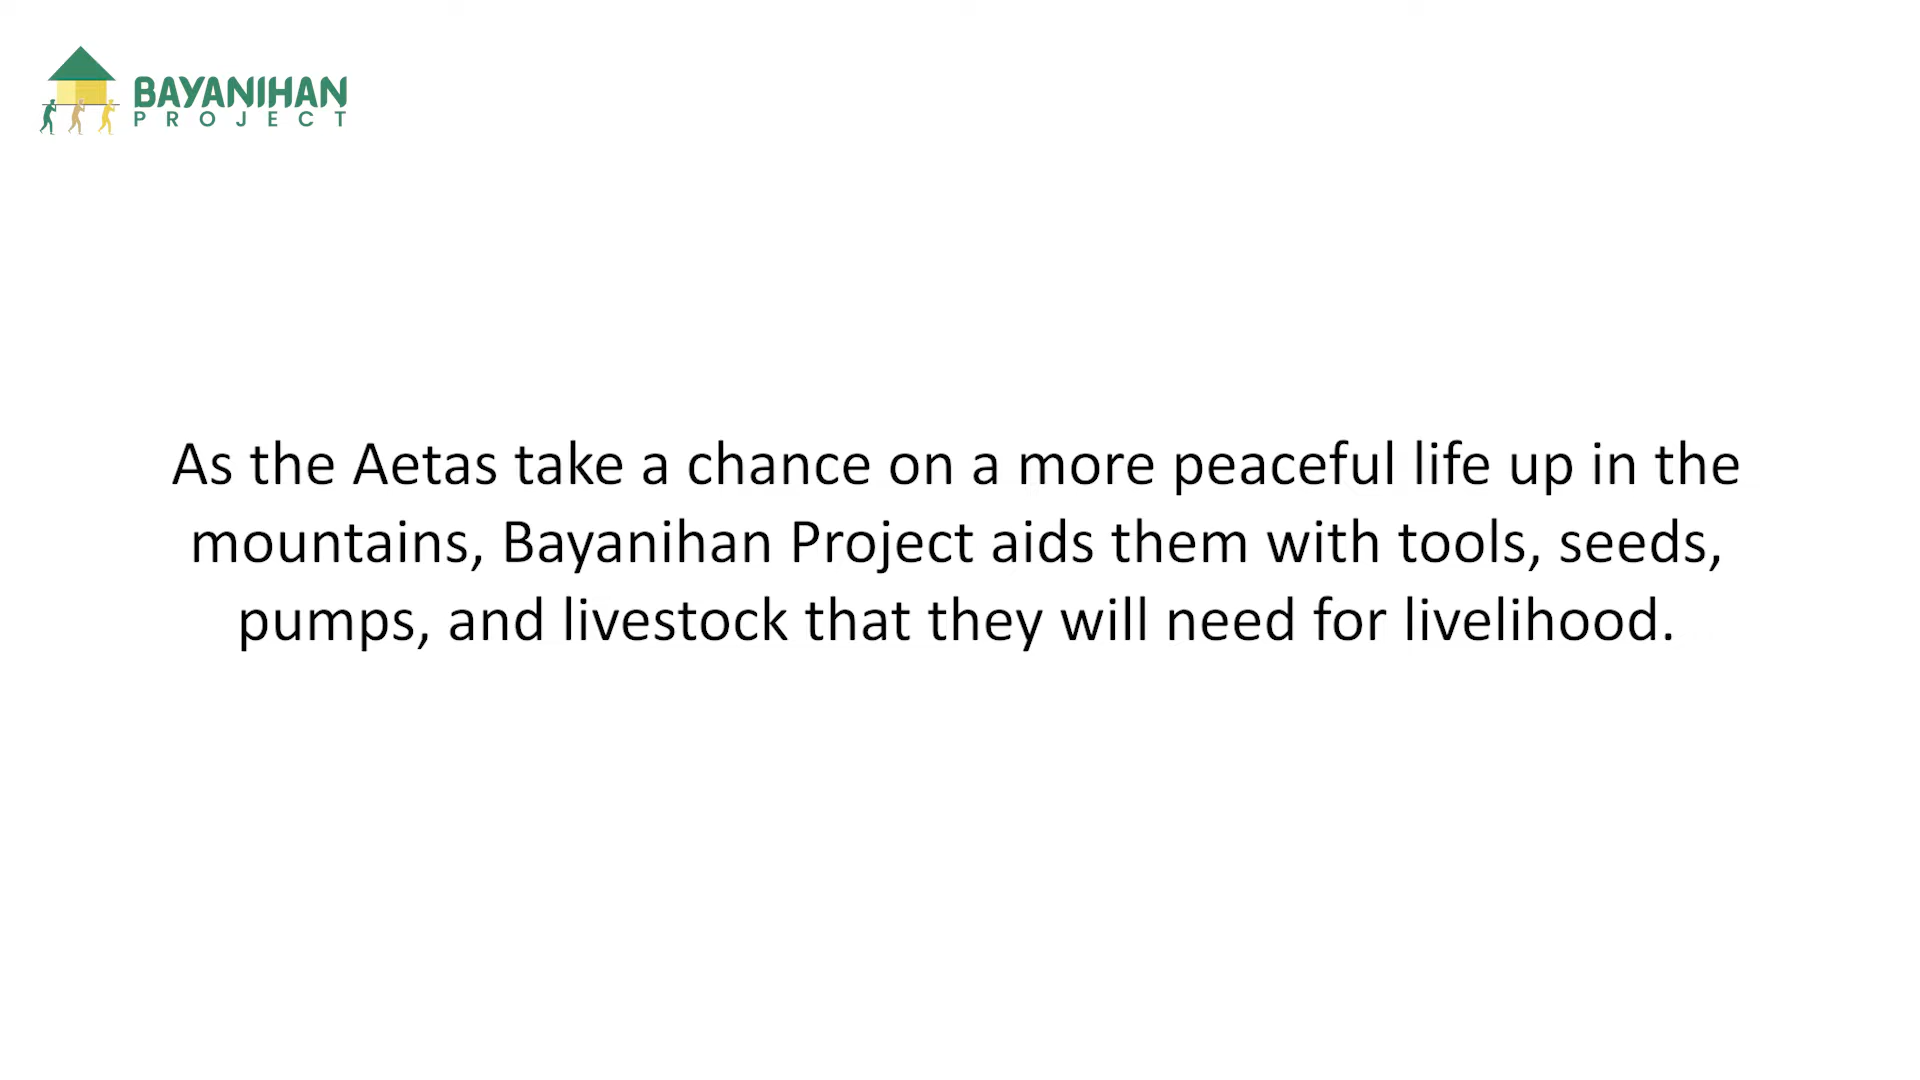 BAYANIHAN
PROJECT
As the Aetas take a chance on a more peaceful life up in the
mountains, Bayanihan Project aids them with tools, seeds,
pumps, and livestock that they will need for livelihood.